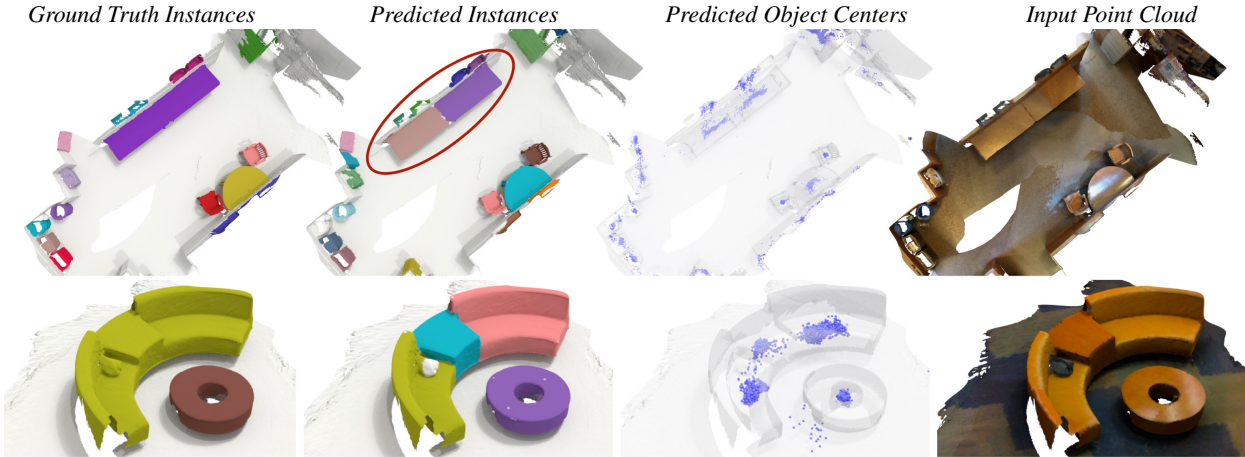 Ground Truth Instances
Predicted Instances
Predicted Object Centers
Input Point Cloud